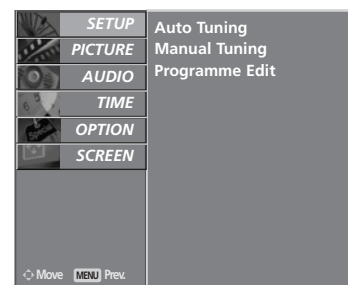 SETUP
PICTURE
AUDIO
TIME
OPTION
SCREEN
Auto Tuning
Manual Tuning
Programme Edit
Move MENU Prev.